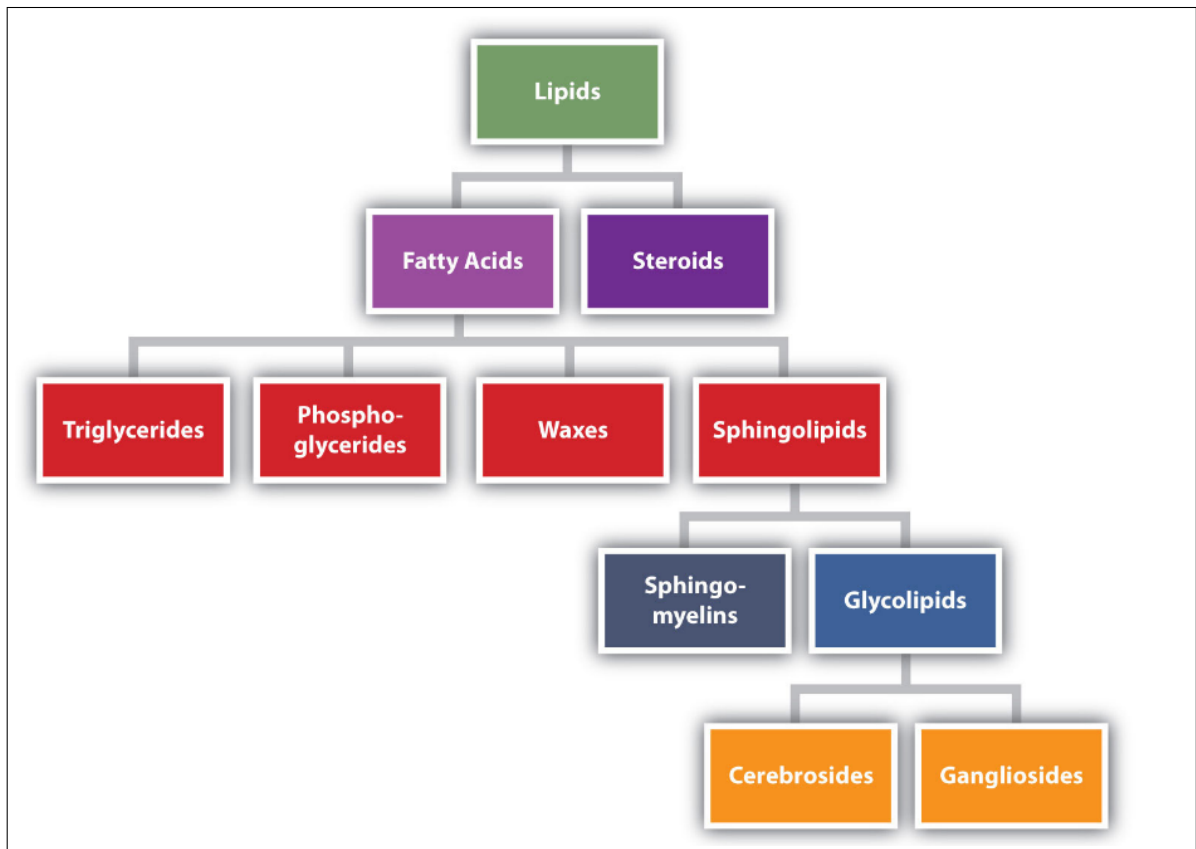 Lipids
Fatty Acids
Steroids
Triglycerides
Phospho-
glycerides
Waxes
Sphingolipids
Sphingo-
myelins
Glycolipids
Cerebrosides
Gangliosides